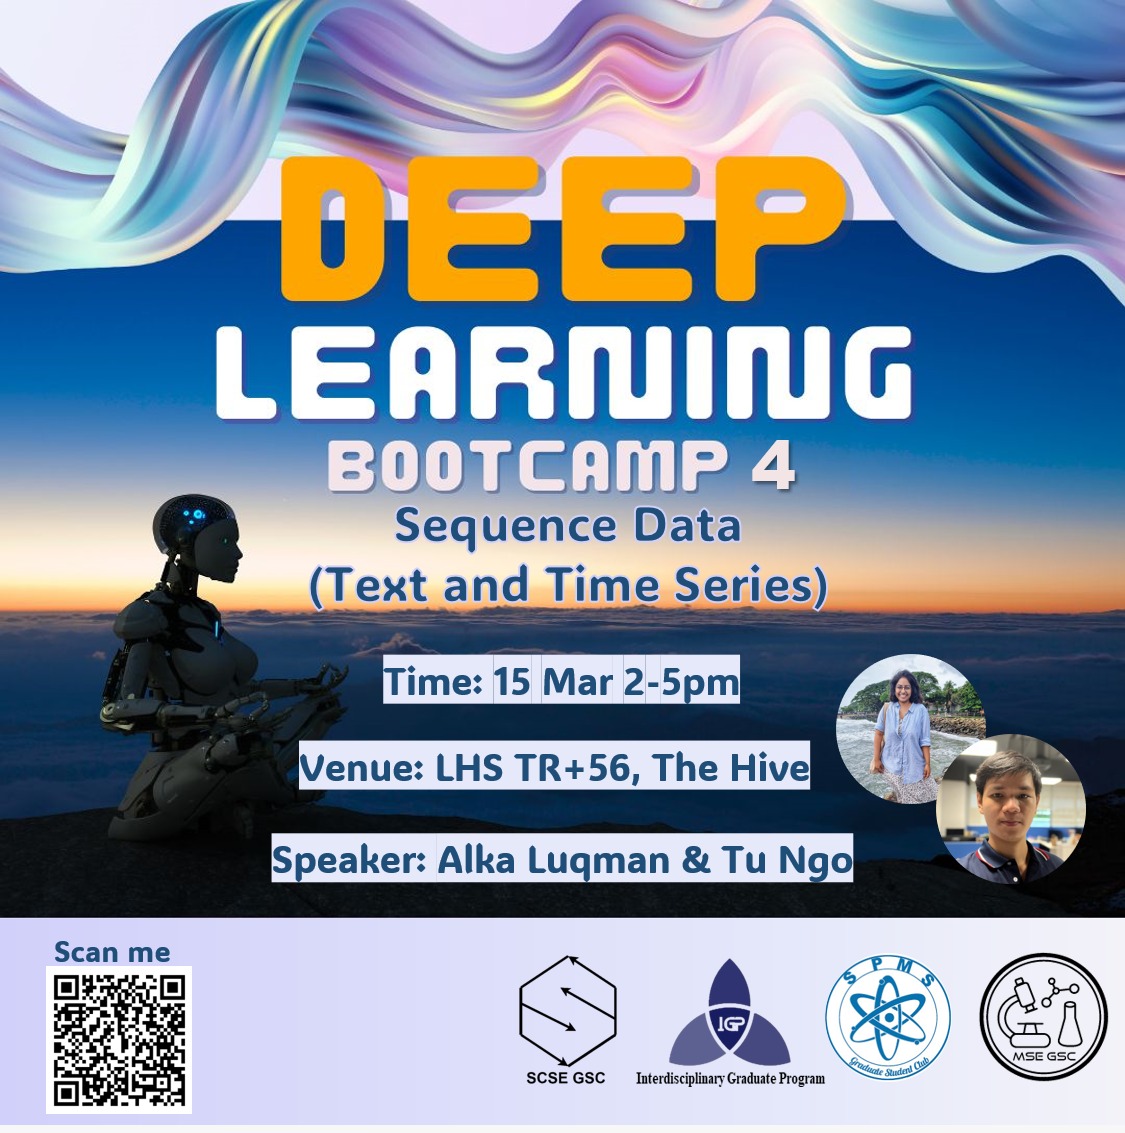 DEEP
LEARNING
BOOTCAMP 4
Sequence Data
(Text and Time Series)
Time: 15 Mar 2-5pm
Venue: LHS TR+56, The Hive
Speaker: Alka Luqman & Tu Ngo
Scan me
SCSE GSC
IGP
Interdisciplinary Graduate Program
SPMS
Graduate Student Club
MSE GSC